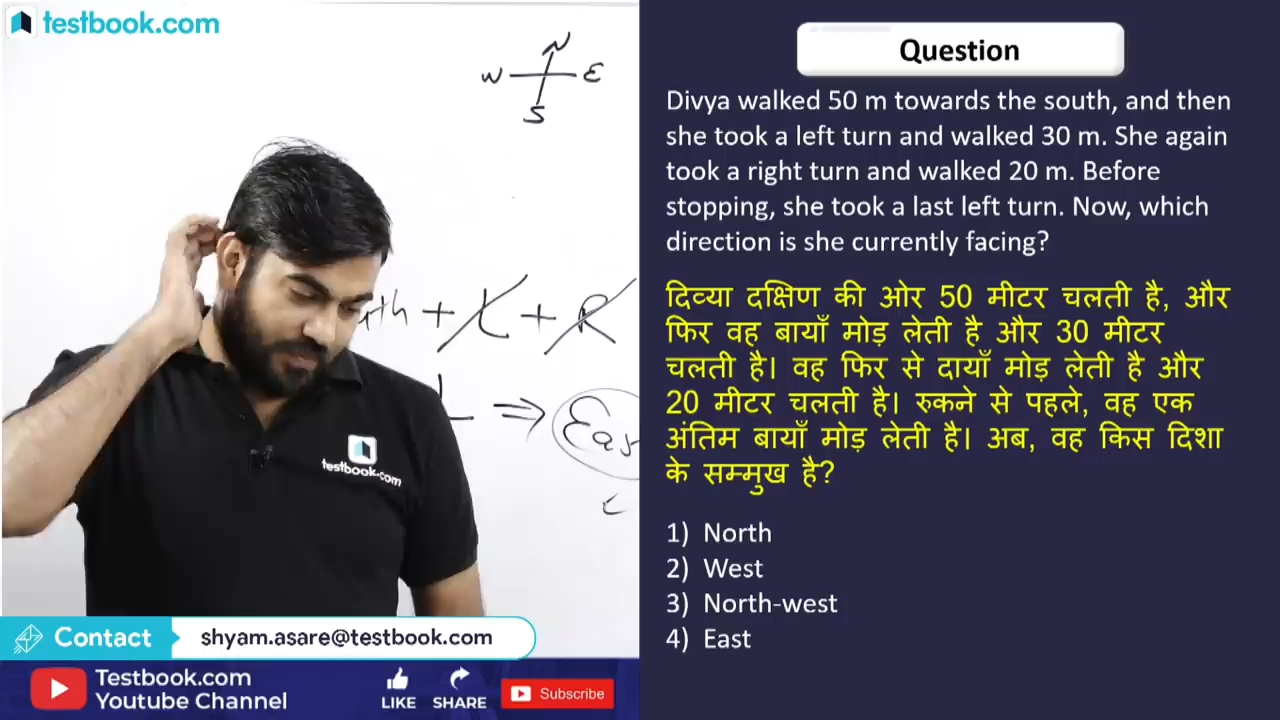 testbook.com
N
W E
S
+ L + R
L ⇒
testbook.com
Contact shyam.asare@testbook.com
Testbook.com
Youtube Channel
LIKE SHARE Subscribe
Question
Divya walked 50 m towards the south, and then
she took a left turn and walked 30 m. She again
took a right turn and walked 20 m. Before
stopping, she took a last left turn. Now, which
direction is she currently facing?
दिव्या दक्षिण की ओर 50 मीटर चलती है, और
फिर वह बायाँ मोड़ लेती है और 30 मीटर
चलती है। वह फिर से दायाँ मोड़ लेती है और
20 मीटर चलती है। रुकने से पहले, वह एक
अंतिम बायाँ मोड़ लेती है। अब, वह किस दिशा
के सम्मुख है?
1) North
2) West
3) North-west
4) East